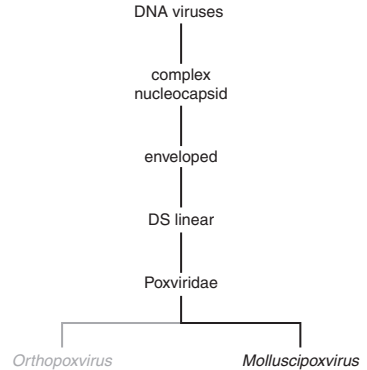 DNA viruses
complex
nucleocapsid
enveloped
DS linear
Poxviridae
Orthopoxvirus
Molluscipoxvirus